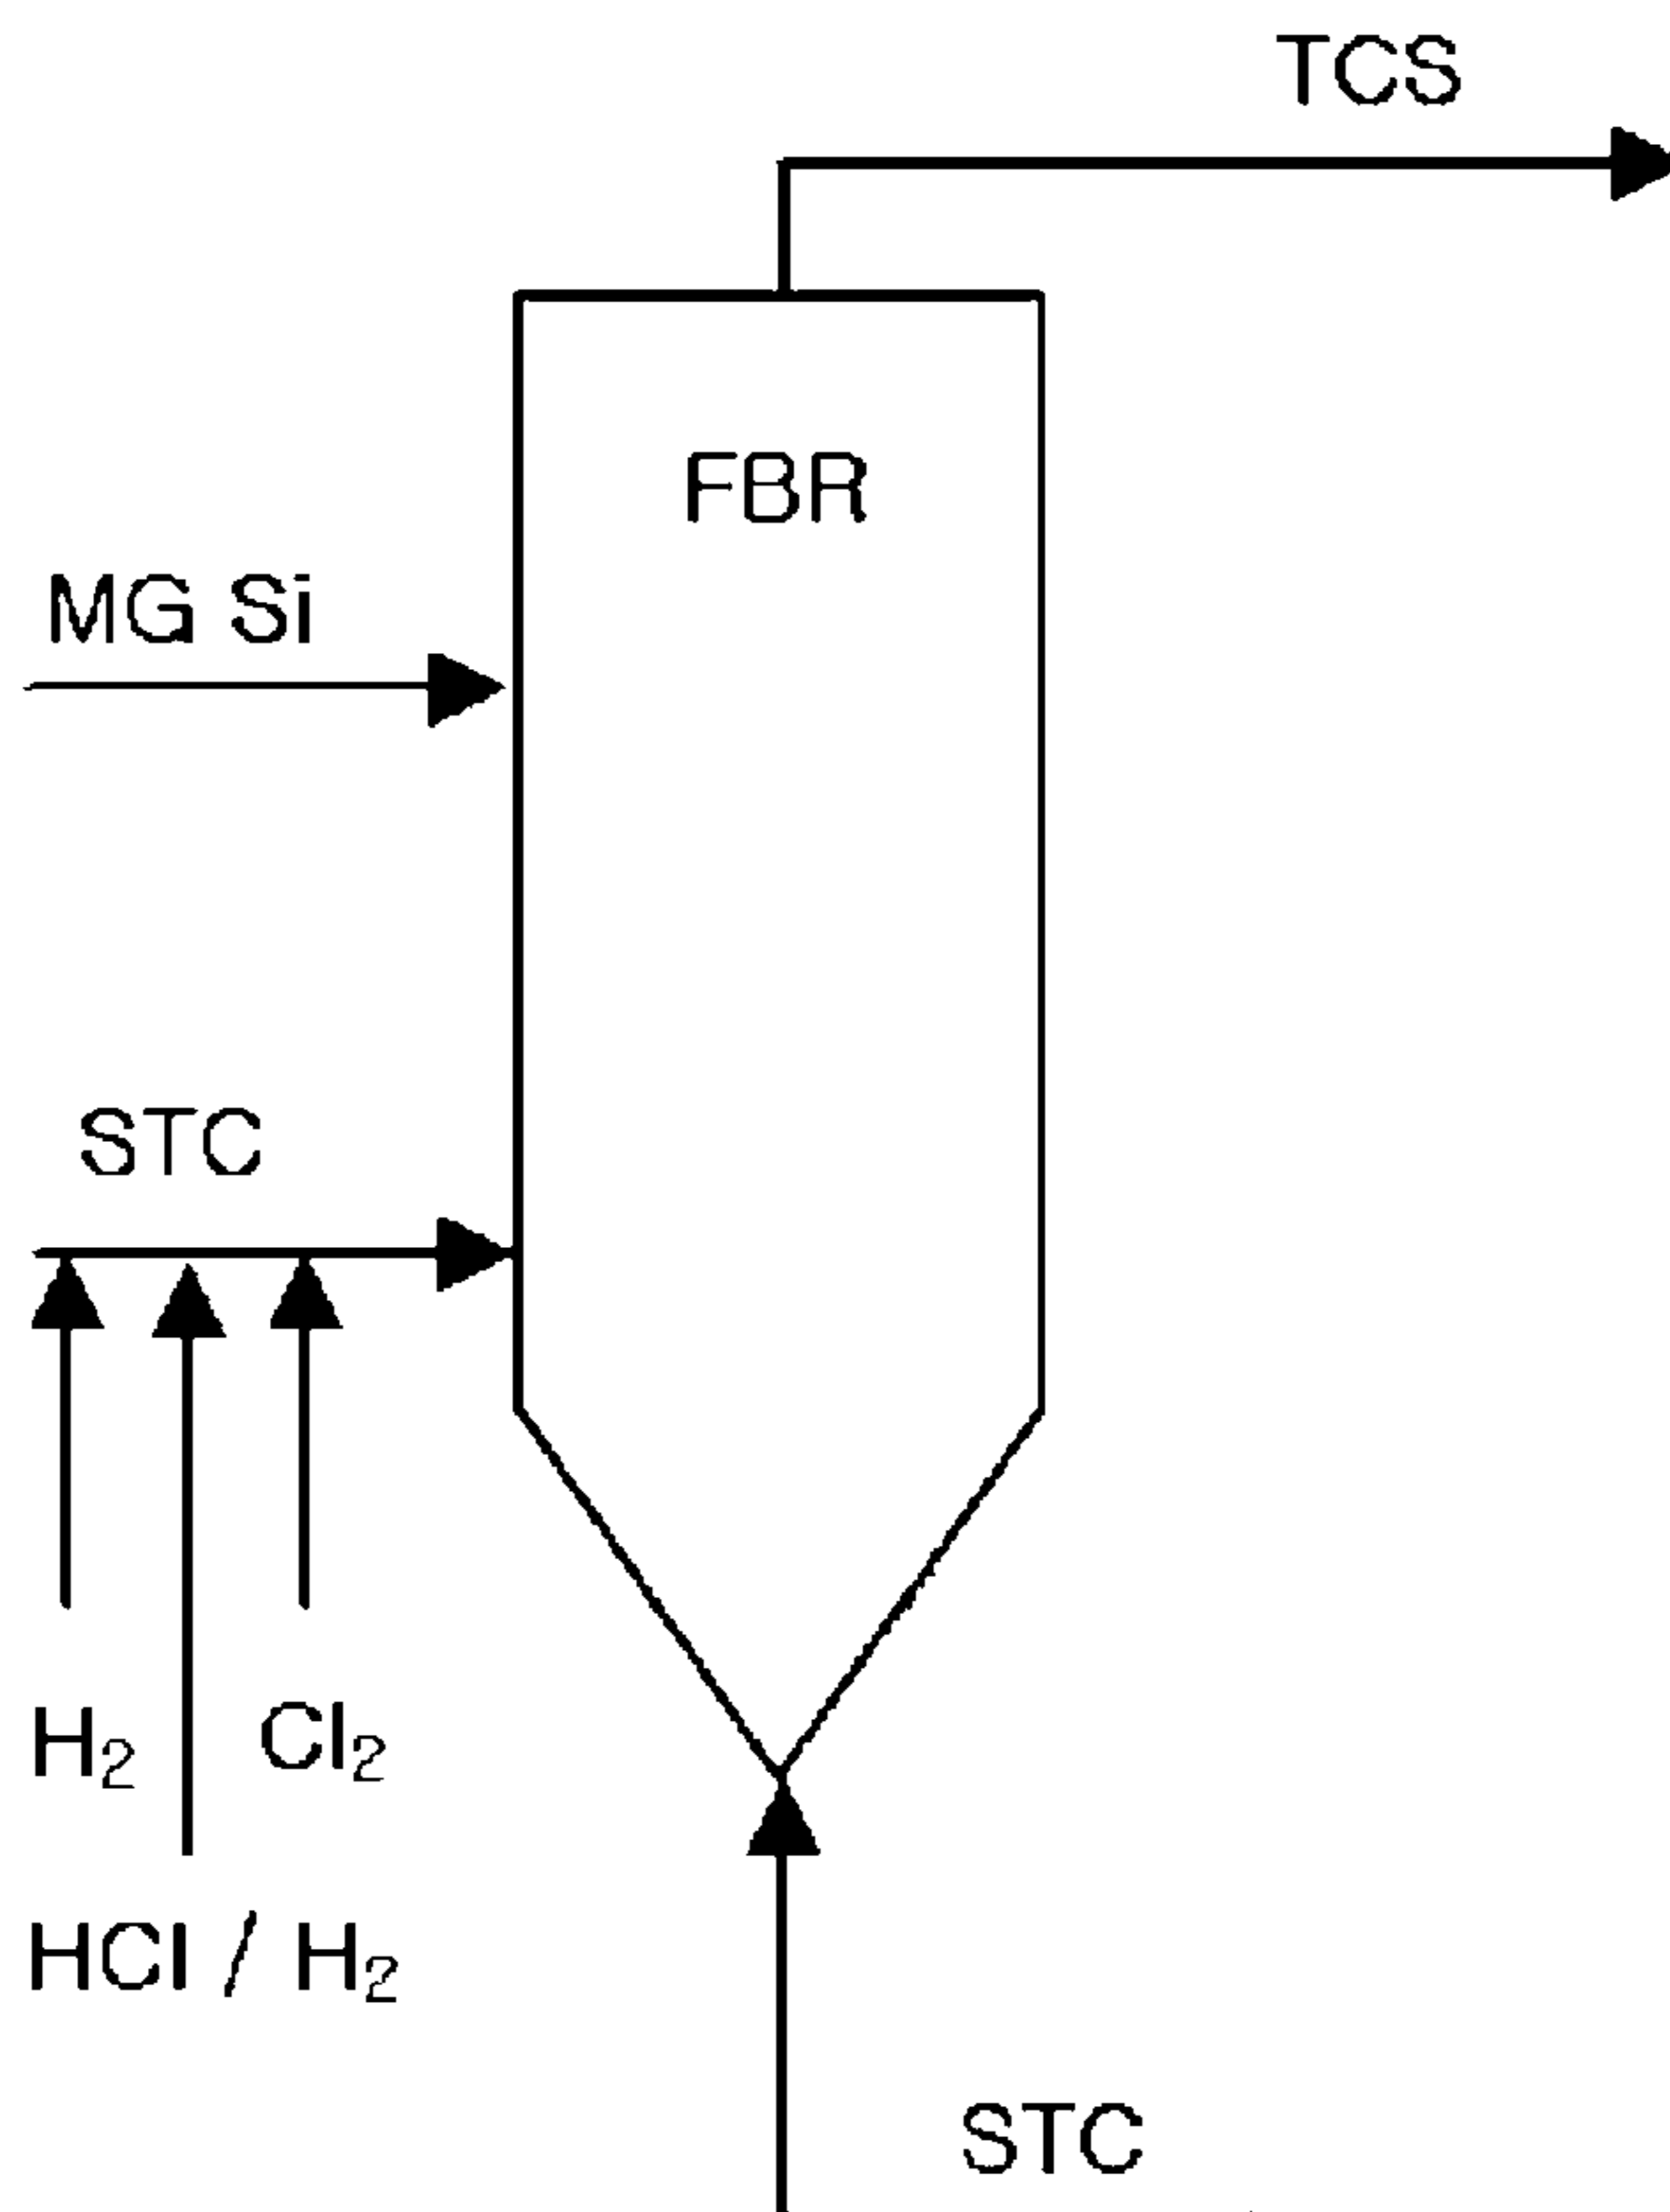 TCS
FBR
MG Si
STC
H₂
Cl₂
HCl / H₂
STC